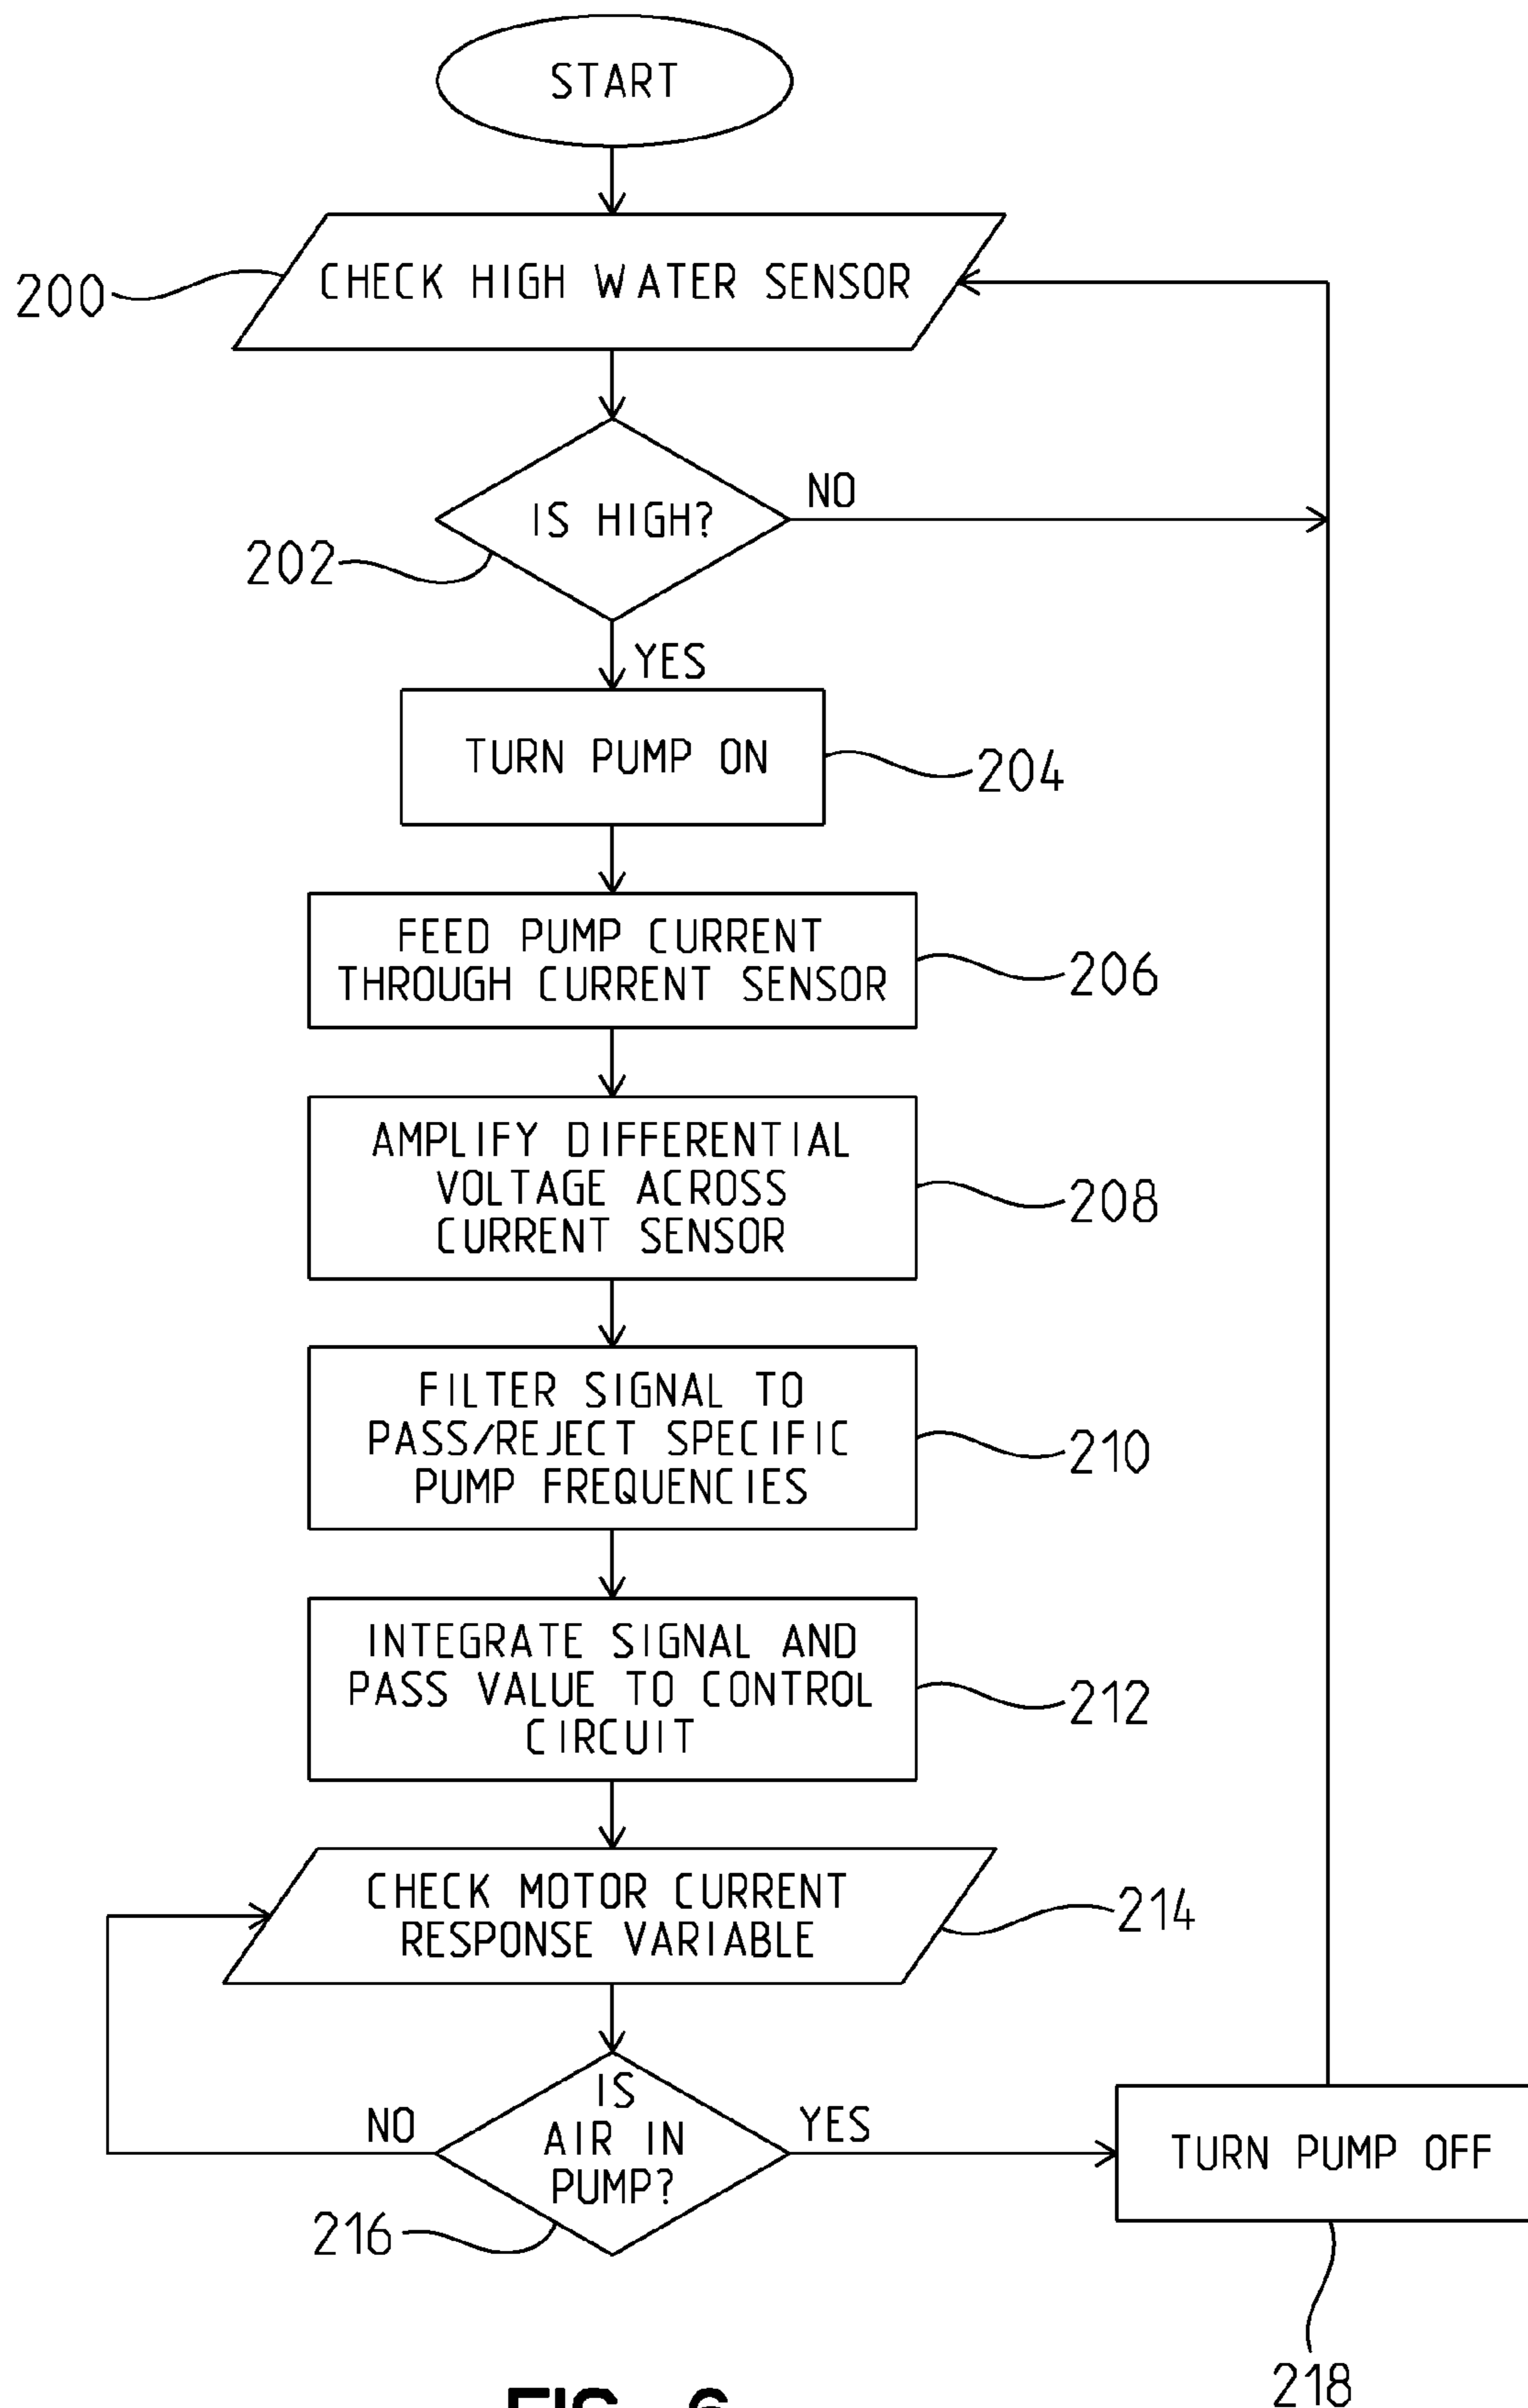 START
CHECK HIGH WATER SENSOR
200
IS HIGH?
NO
202
YES
TURN PUMP ON
204
FEED PUMP CURRENT
THROUGH CURRENT SENSOR
206
AMPLIFY DIFFERENTIAL
VOLTAGE ACROSS
CURRENT SENSOR
208
FILTER SIGNAL TO
PASS/REJECT SPECIFIC
PUMP FREQUENCIES
210
INTEGRATE SIGNAL AND
PASS VALUE TO CONTROL
CIRCUIT
212
CHECK MOTOR CURRENT
RESPONSE VARIABLE
214
IS
AIR IN
PUMP?
NO
YES
216
TURN PUMP OFF
218
FIG. 6